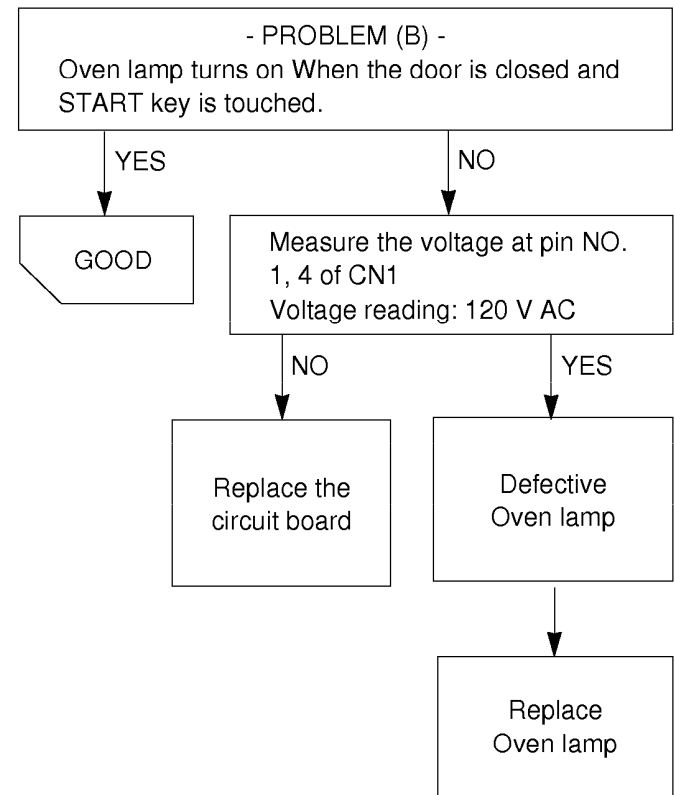 - PROBLEM (B) -
Oven lamp turns on When the door is closed and
START key is touched.
YES
NO
GOOD
Measure the voltage at pin NO.
1, 4 of CN1
Voltage reading: 120 V AC
NO
YES
Replace the
circuit board
Defective
Oven lamp
Replace
Oven lamp